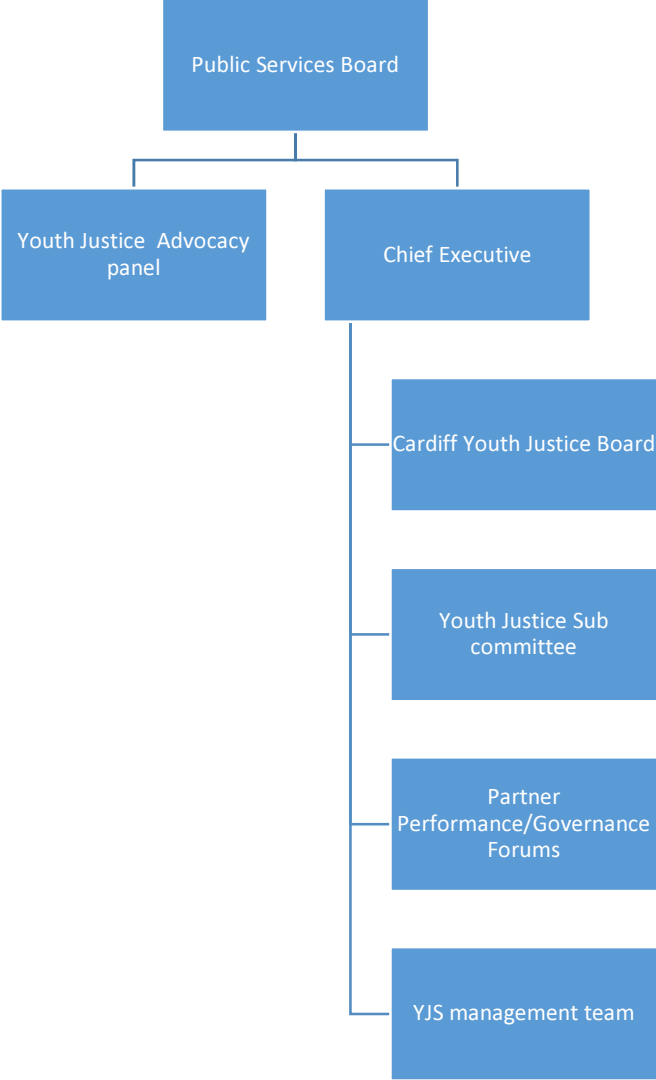 Public Services Board
Youth Justice  Advocacy
panel
Chief Executive
Cardiff Youth Justice Board
Youth Justice Sub
committee
Partner
Performance/Governance
Forums
YJS management team